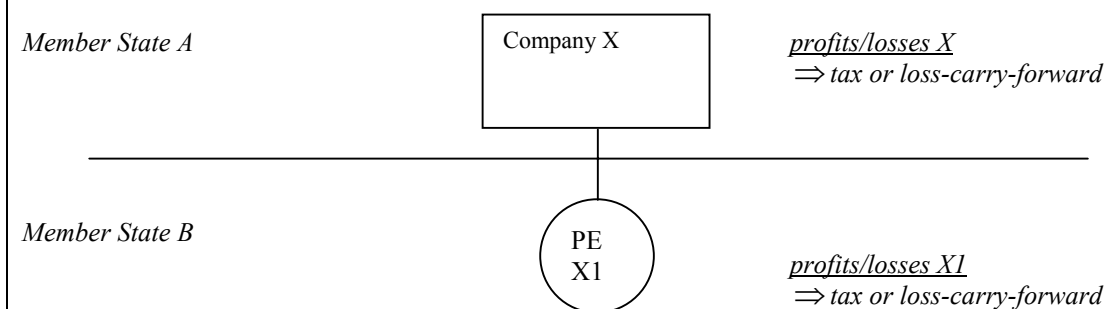 Member State A
Company X
profits/losses X
⇒ tax or loss-carry-forward
Member State B
PE
X1
profits/losses X1
⇒ tax or loss-carry-forward